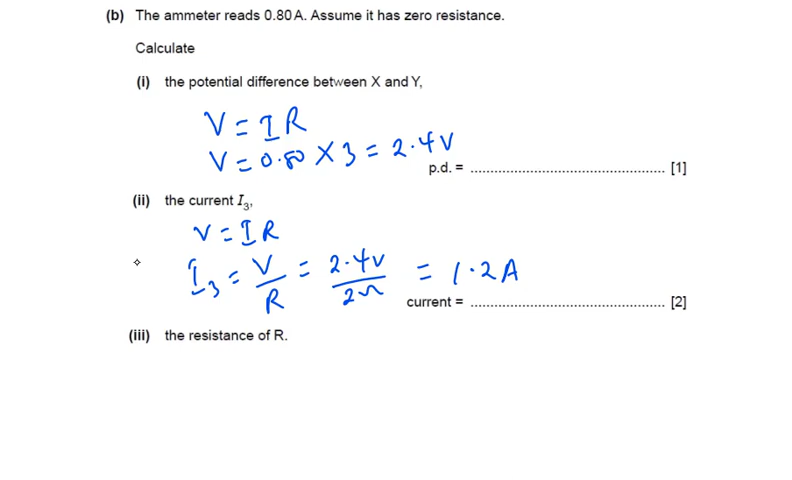 (b) The ammeter reads 0.80 A. Assume it has zero resistance.
Calculate
(i) the potential difference between X and Y,
V = IR
V = 0.80 × 3 = 2.4V
p.d. = ................................................ [1]
(ii) the current I₃,
V = IR
I₃ = V/R = 2.4V/2Ω = 1.2A
current = ................................................ [2]
(iii) the resistance of R.